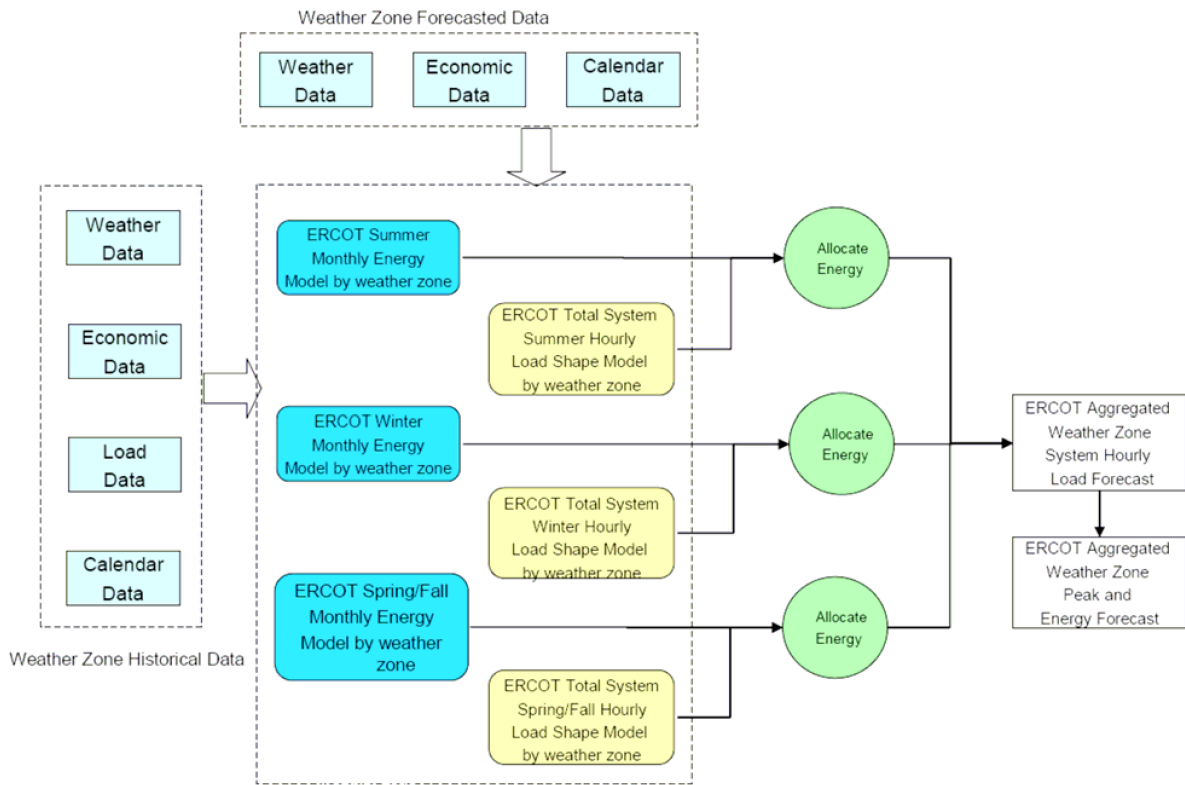 Weather Zone Forecasted Data
Weather
Data
Economic
Data
Calendar
Data
Weather
Data
Economic
Data
Load
Data
Calendar
Data
Weather Zone Historical Data
ERCOT Summer
Monthly Energy
Model by weather zone
ERCOT Total System
Summer Hourly
Load Shape Model
by weather zone
Allocate
Energy
ERCOT Winter
Monthly Energy
Model by weather zone
ERCOT Total System
Winter Hourly
Load Shape Model
by weather zone
Allocate
Energy
ERCOT Spring/Fall
Monthly Energy
Model by weather
zone
ERCOT Total System
Spring/Fall Hourly
Load Shape Model
by weather zone
Allocate
Energy
ERCOT Aggregated
Weather Zone
System Hourly
Load Forecast
ERCOT Aggregated
Weather Zone
Peak and
Energy Forecast